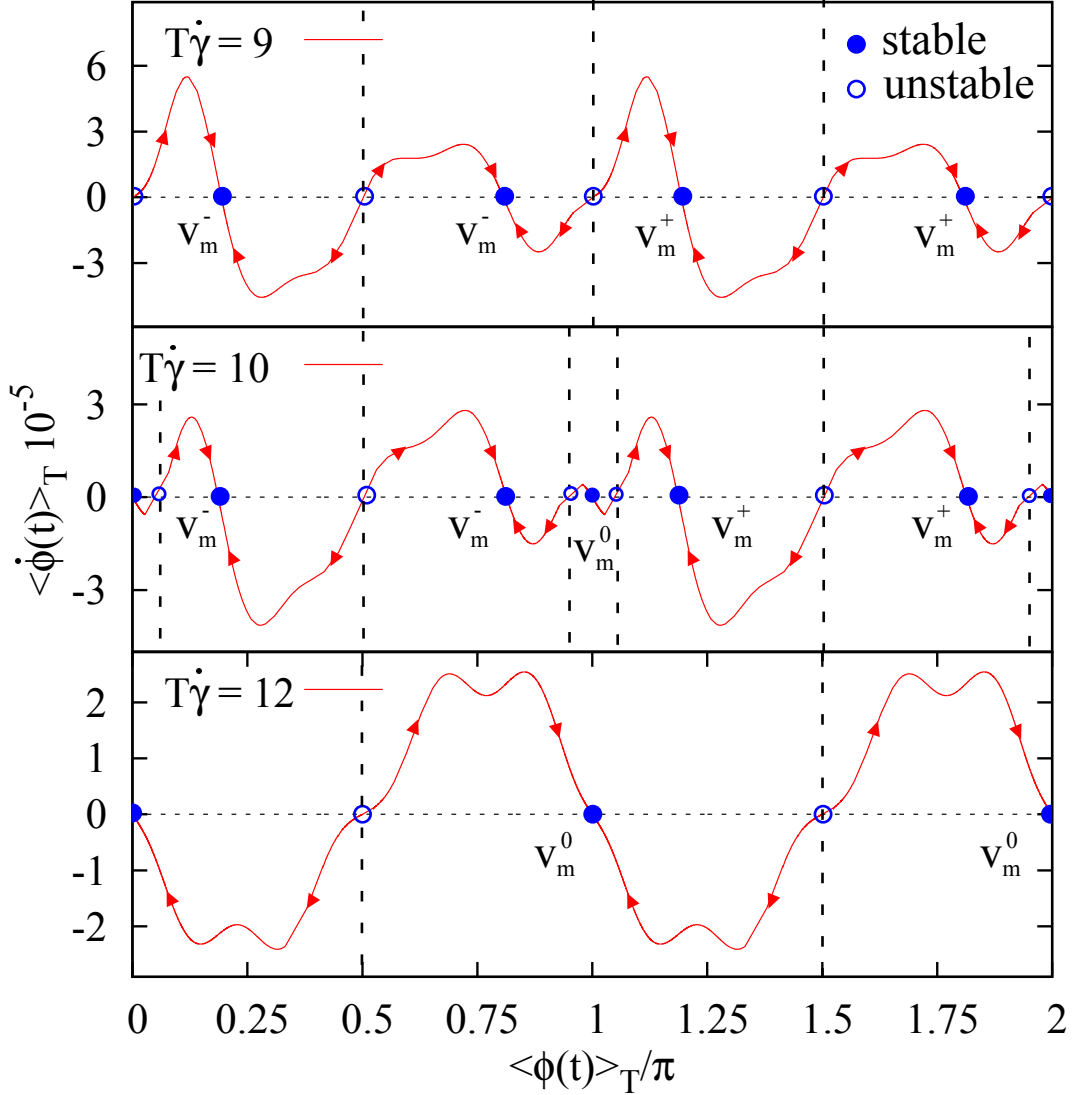 Tγ̇ = 9
stable
unstable
6
3
0
-3
v_m^-
v_m^-
v_m^+
v_m^+
Tγ̇ = 10
3
0
-3
v_m^-
v_m^-
v_m^0
v_m^+
v_m^+
<ϕ̇(t)>_T 10^-5
Tγ̇ = 12
2
1
0
-1
-2
v_m^0
v_m^0
0 0.25 0.5 0.75 1 1.25 1.5 1.75 2
<ϕ(t)>_T/π